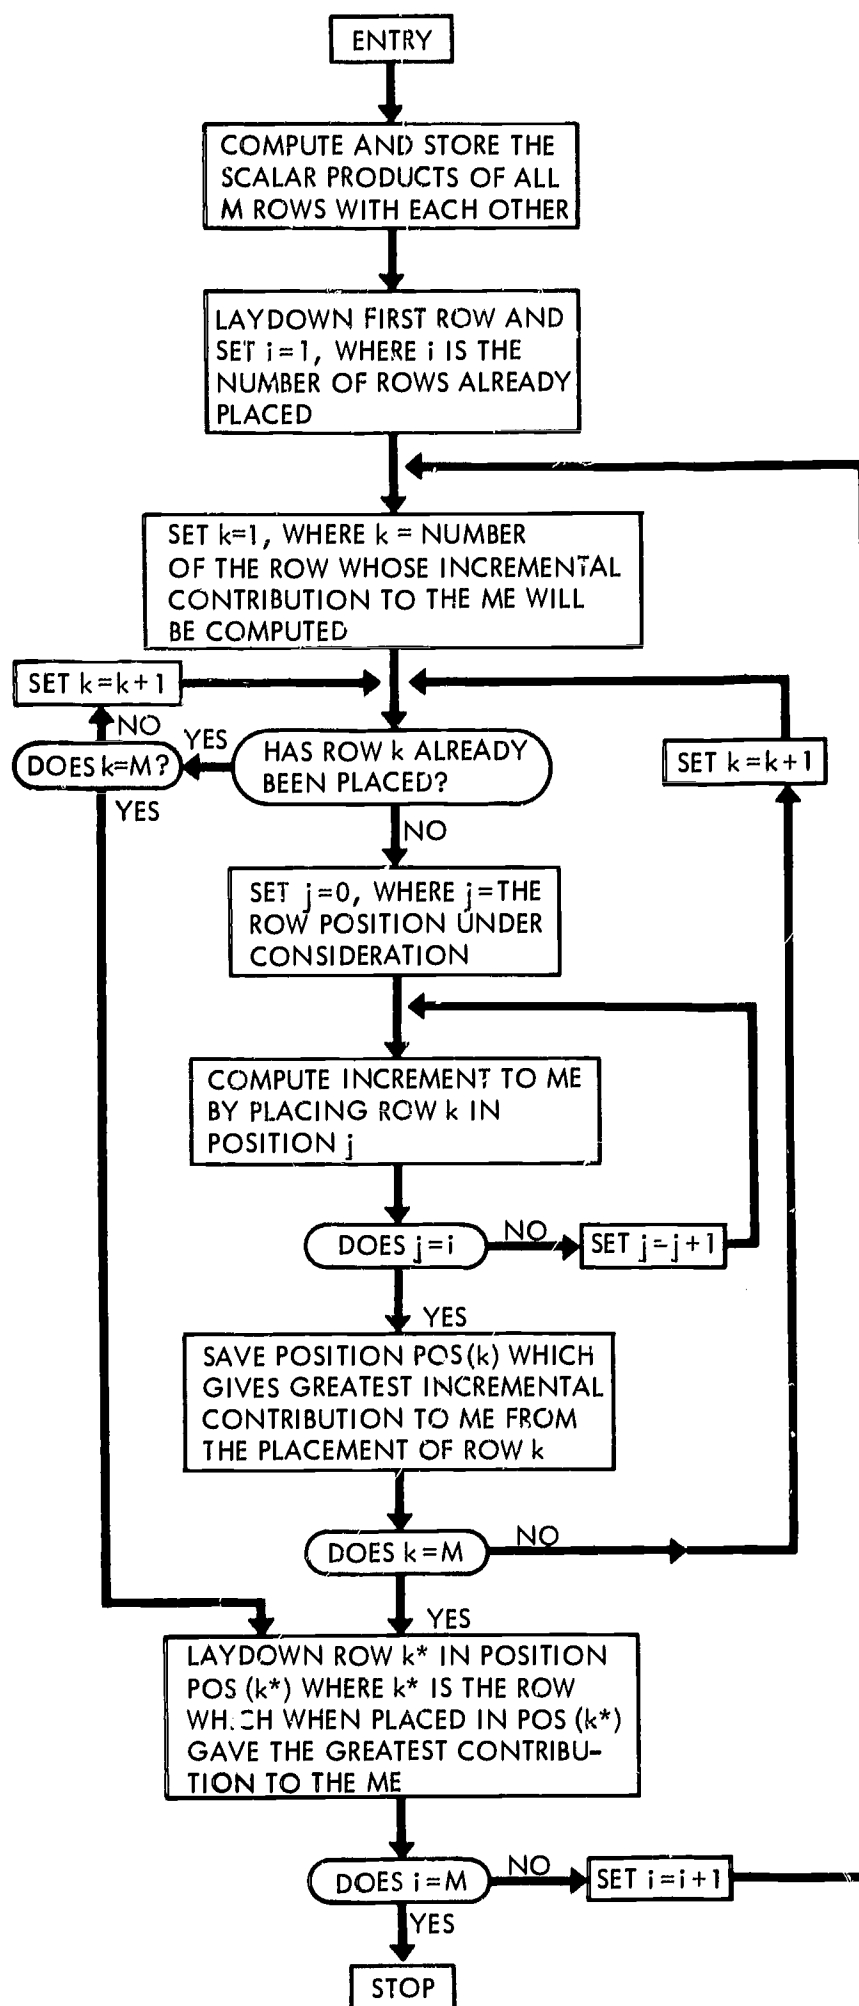 ENTRY
COMPUTE AND STORE THE
SCALAR PRODUCTS OF ALL
M ROWS WITH EACH OTHER
LAYDOWN FIRST ROW AND
SET i=1, WHERE i IS THE
NUMBER OF ROWS ALREADY
PLACED
SET k=1, WHERE k = NUMBER
OF THE ROW WHOSE INCREMENTAL
CONTRIBUTION TO THE ME WILL
BE COMPUTED
SET k=k+1
NO
DOES k=M?
YES
YES
HAS ROW k ALREADY
BEEN PLACED?
SET k=k+1
NO
SET j=0, WHERE j=THE
ROW POSITION UNDER
CONSIDERATION
COMPUTE INCREMENT TO ME
BY PLACING ROW k IN
POSITION j
DOES j=i
NO
SET j=j+1
YES
SAVE POSITION POS(k) WHICH
GIVES GREATEST INCREMENTAL
CONTRIBUTION TO ME FROM
THE PLACEMENT OF ROW k
DOES k=M
NO
YES
LAYDOWN ROW k* IN POSITION
POS (k*) WHERE k* IS THE ROW
WHICH WHEN PLACED IN POS (k*)
GAVE THE GREATEST CONTRIBU-
TION TO THE ME
DOES i=M
NO
SET i=i+1
YES
STOP